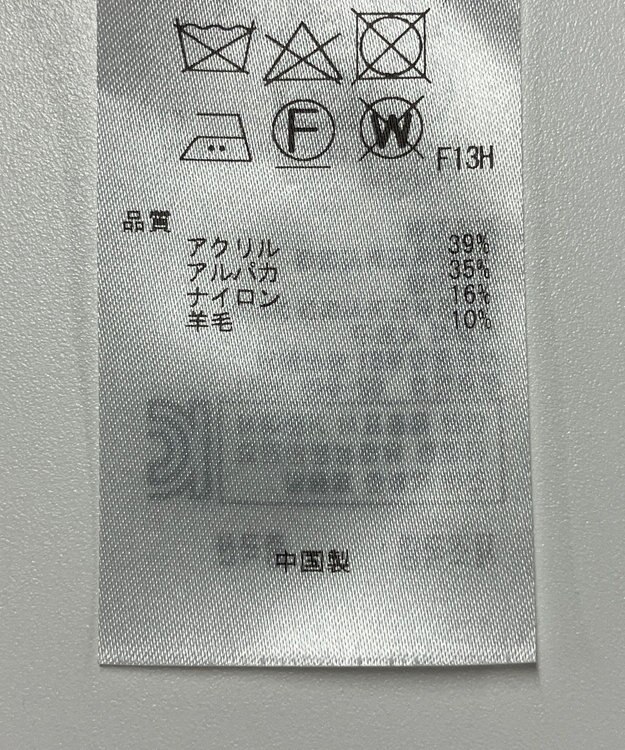 F
W
F13H
品質
アクリル 39%
アルパカ 35%
ナイロン 16%
羊毛 10%
中国製